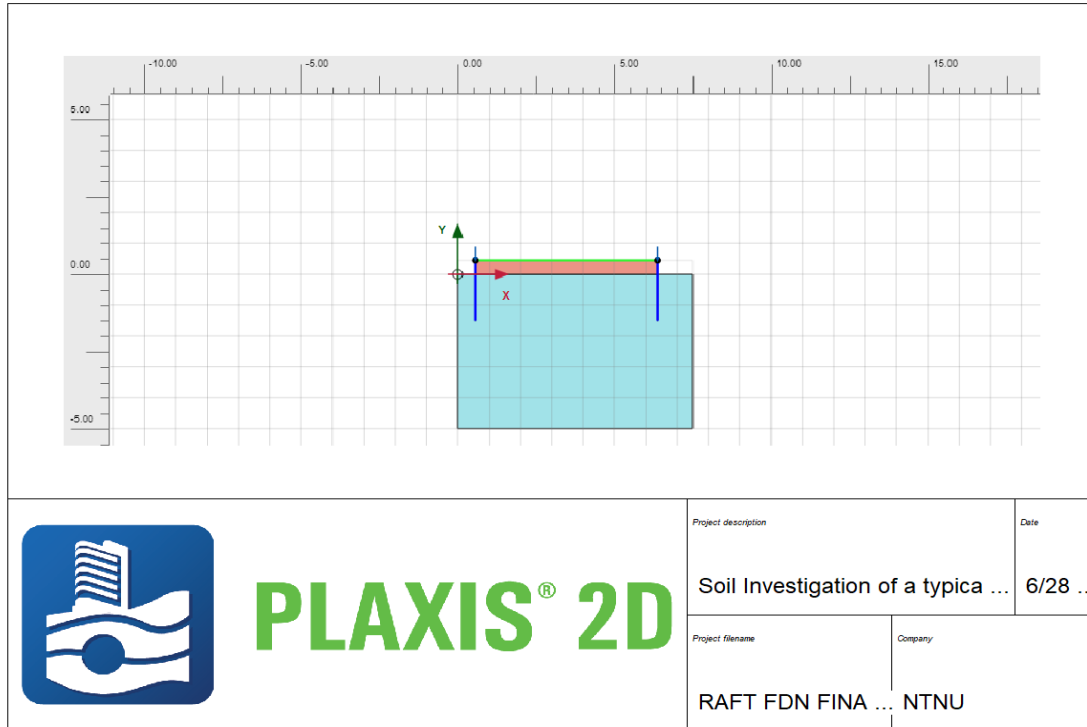 -10.00 -5.00 0.00 5.00 10.00 15.00
5.00
Y
0.00
X
-5.00
PLAXIS® 2D
Project description
Date
Soil Investigation of a typica ...
6/28 ..
Project filename
Company
RAFT FDN FINA ...
NTNU